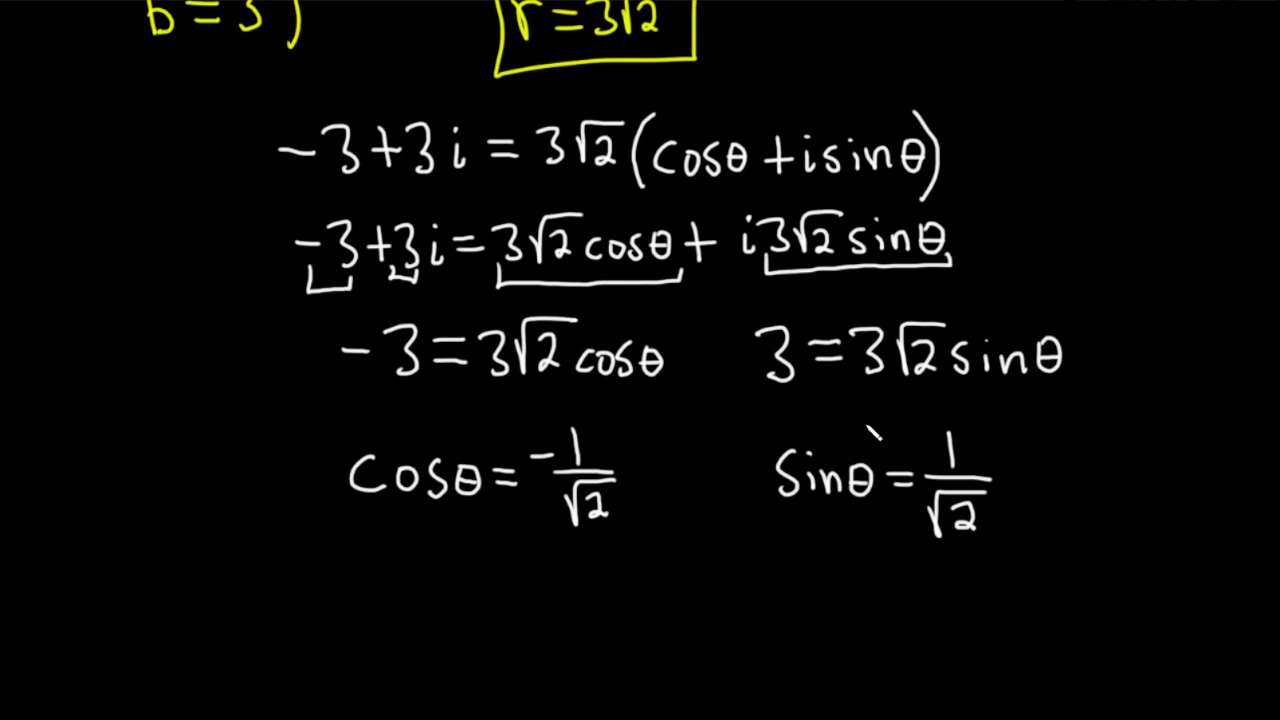 b = 3 ) r = 3√2
-3+3i = 3√2(cosθ + i sinθ)
-3+3i = 3√2 cosθ + i 3√2 sinθ
-3 = 3√2 cosθ 3 = 3√2 sinθ
cosθ = -1/√2 sinθ = 1/√2